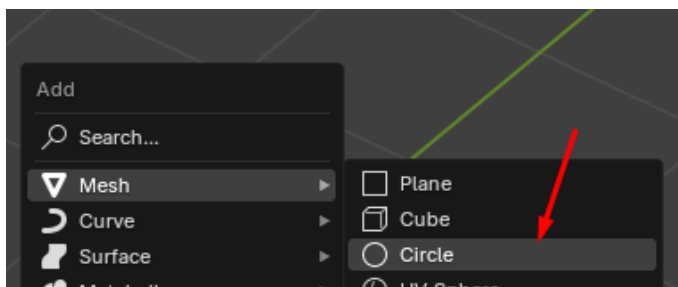 Add
Search...
Mesh
Plane
Curve
Cube
Surface
Circle